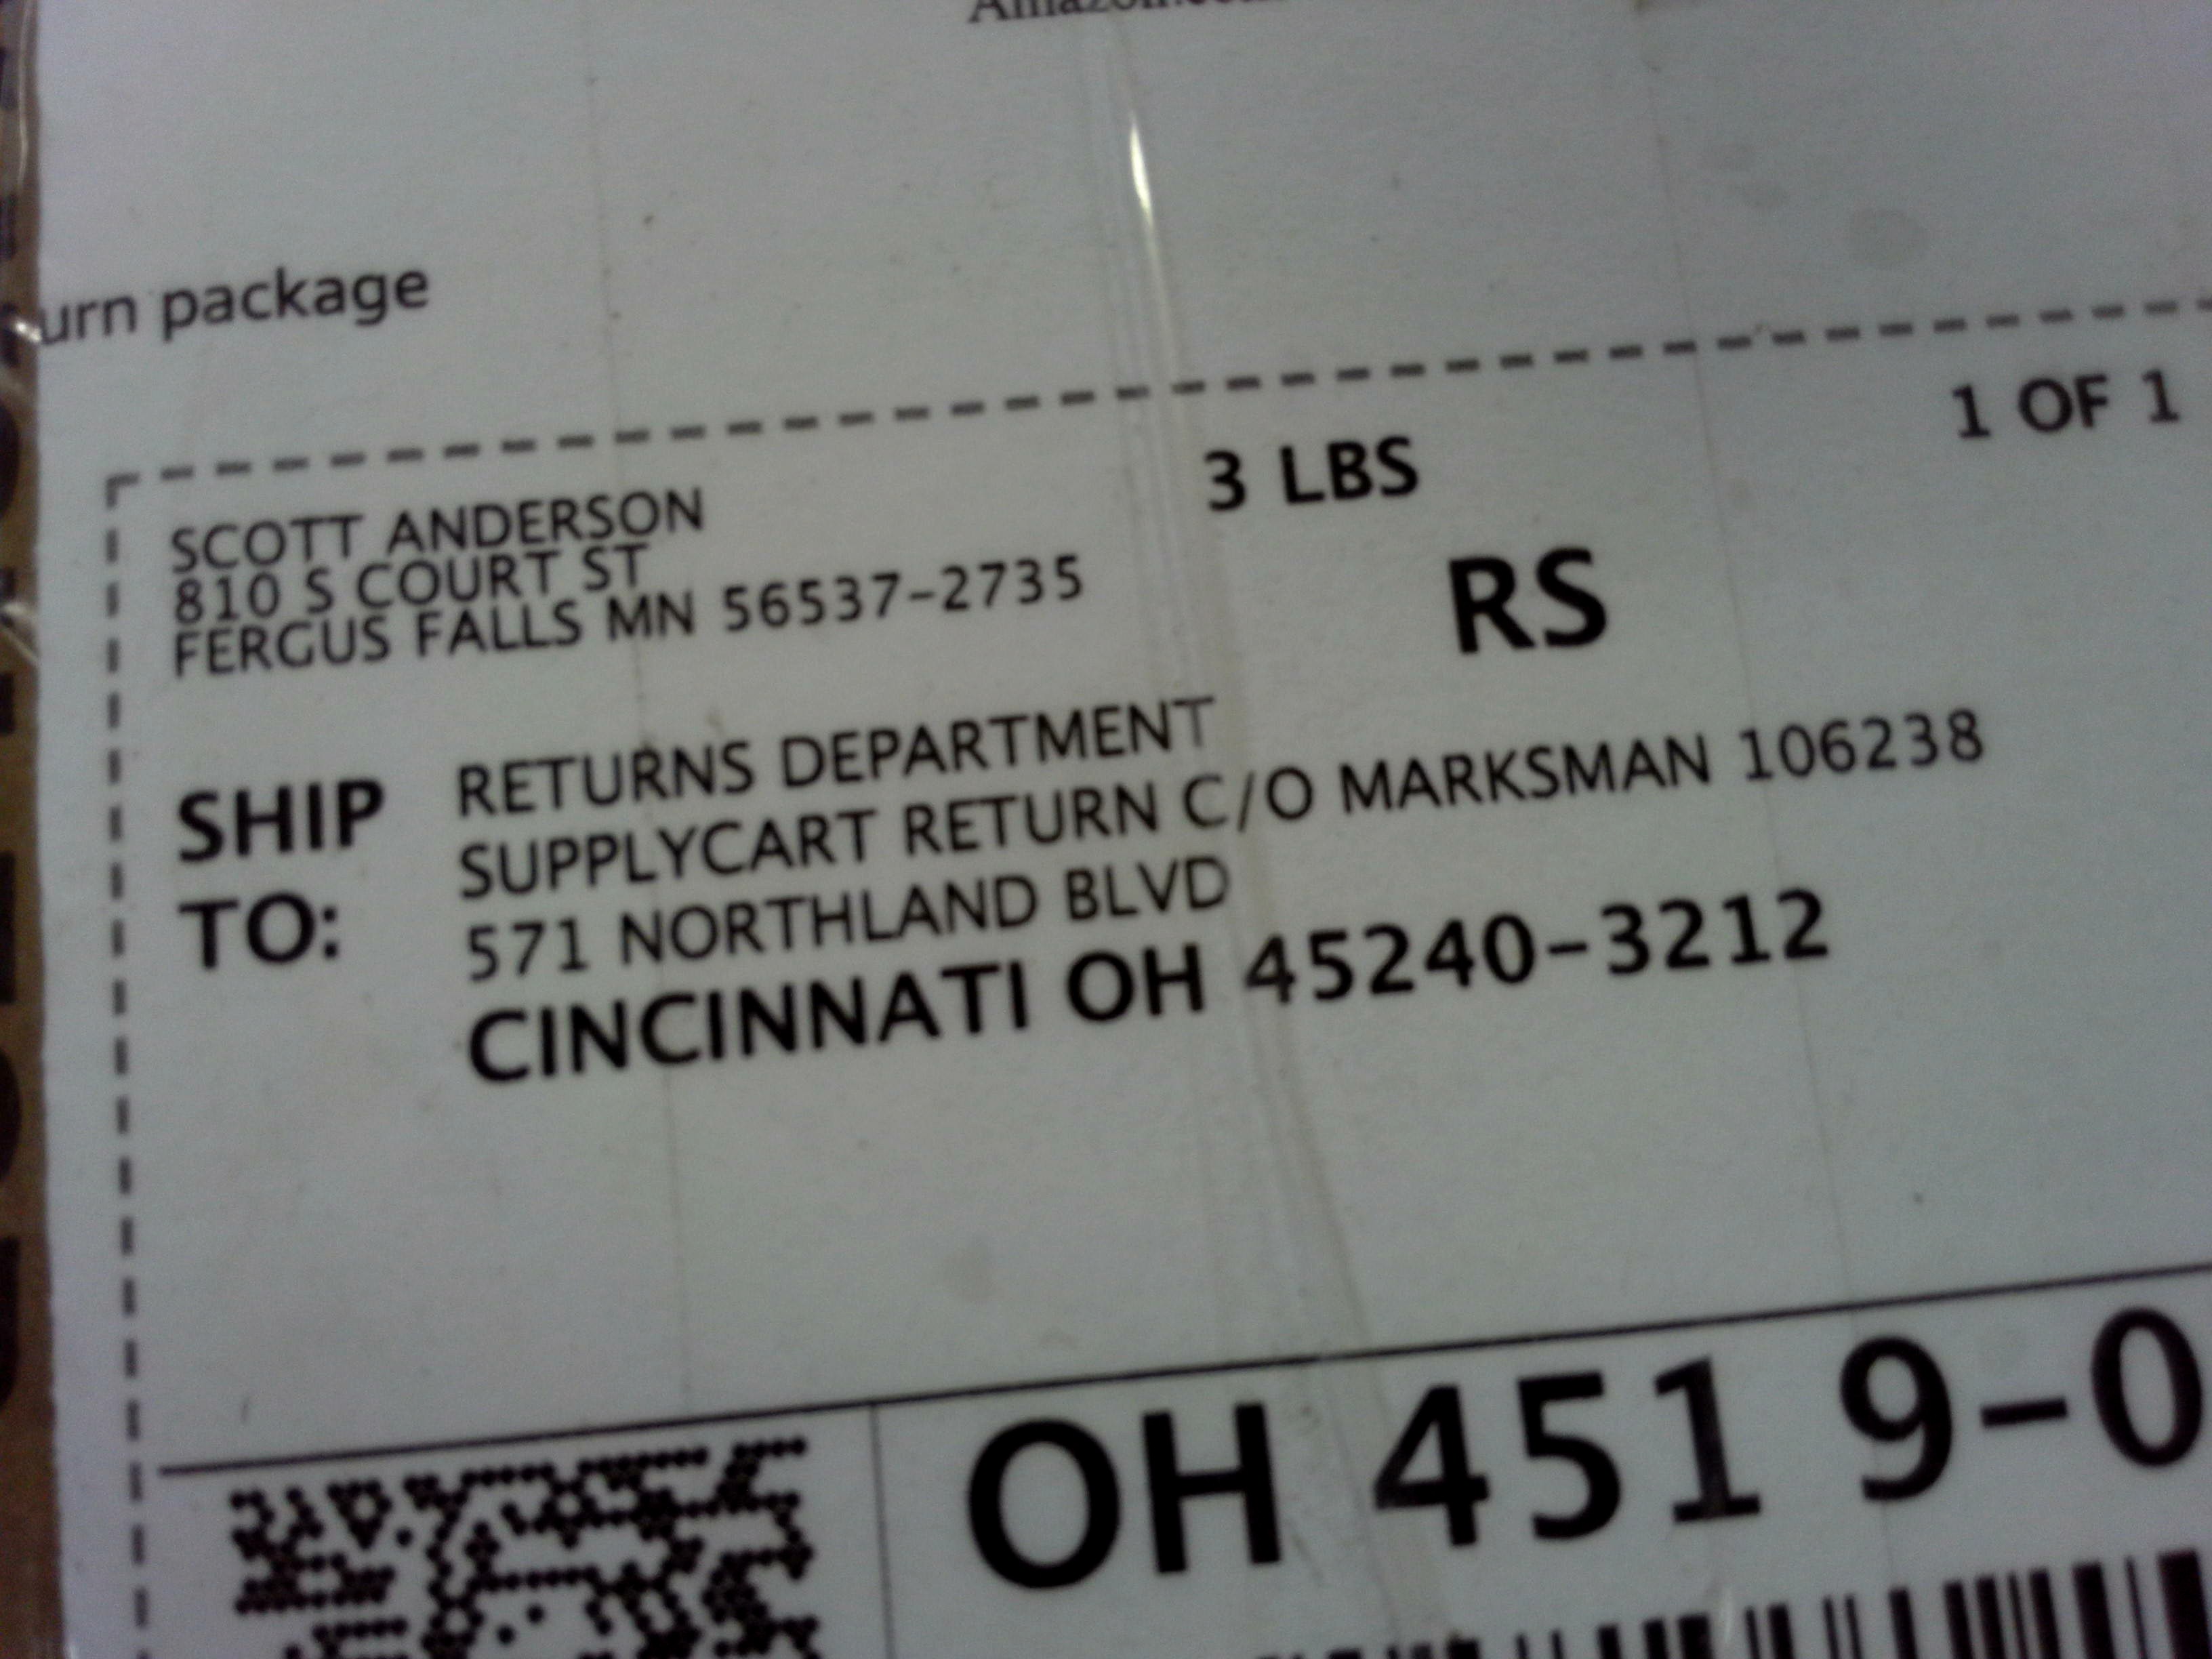 urn package
1 OF 1
3 LBS
SCOTT ANDERSON
810 S COURT ST
FERGUS FALLS MN 56537-2735
RS
SHIP TO:
RETURNS DEPARTMENT
SUPPLYCART RETURN C/O MARKSMAN 106238
571 NORTHLAND BLVD
CINCINNATI OH 45240-3212
OH 451 9-0